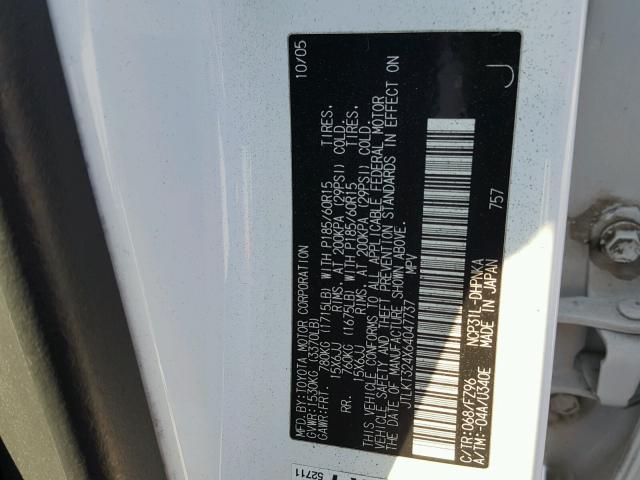 MFD.BY:TOYOTA MOTOR CORPORATION 10/05
GVWR:1530KG (3370LB)
GAWR:FRT. 780KG (1715LB) WITH P185/60R15 TIRES.
15X6JJ RIMS, AT 200KPA (29PSI) COLD.
RR. 760KG (1675LB) WITH P185/60R15 TIRES.
15X6JJ RIMS, AT 200KPA (29PSI) COLD.
THIS VEHICLE CONFORMS TO ALL APPLICABLE FEDERAL MOTOR
VEHICLE SAFETY AND THEFT PREVENTION STANDARDS IN EFFECT ON
THE DATE OF MANUFACTURE SHOWN ABOVE.
JTLKT324X64047737 MPV
C/TR:068/FZ96 NCP31L-DHPNKA
A/TM:-04A/U340E MADE IN JAPAN
757
J
52711